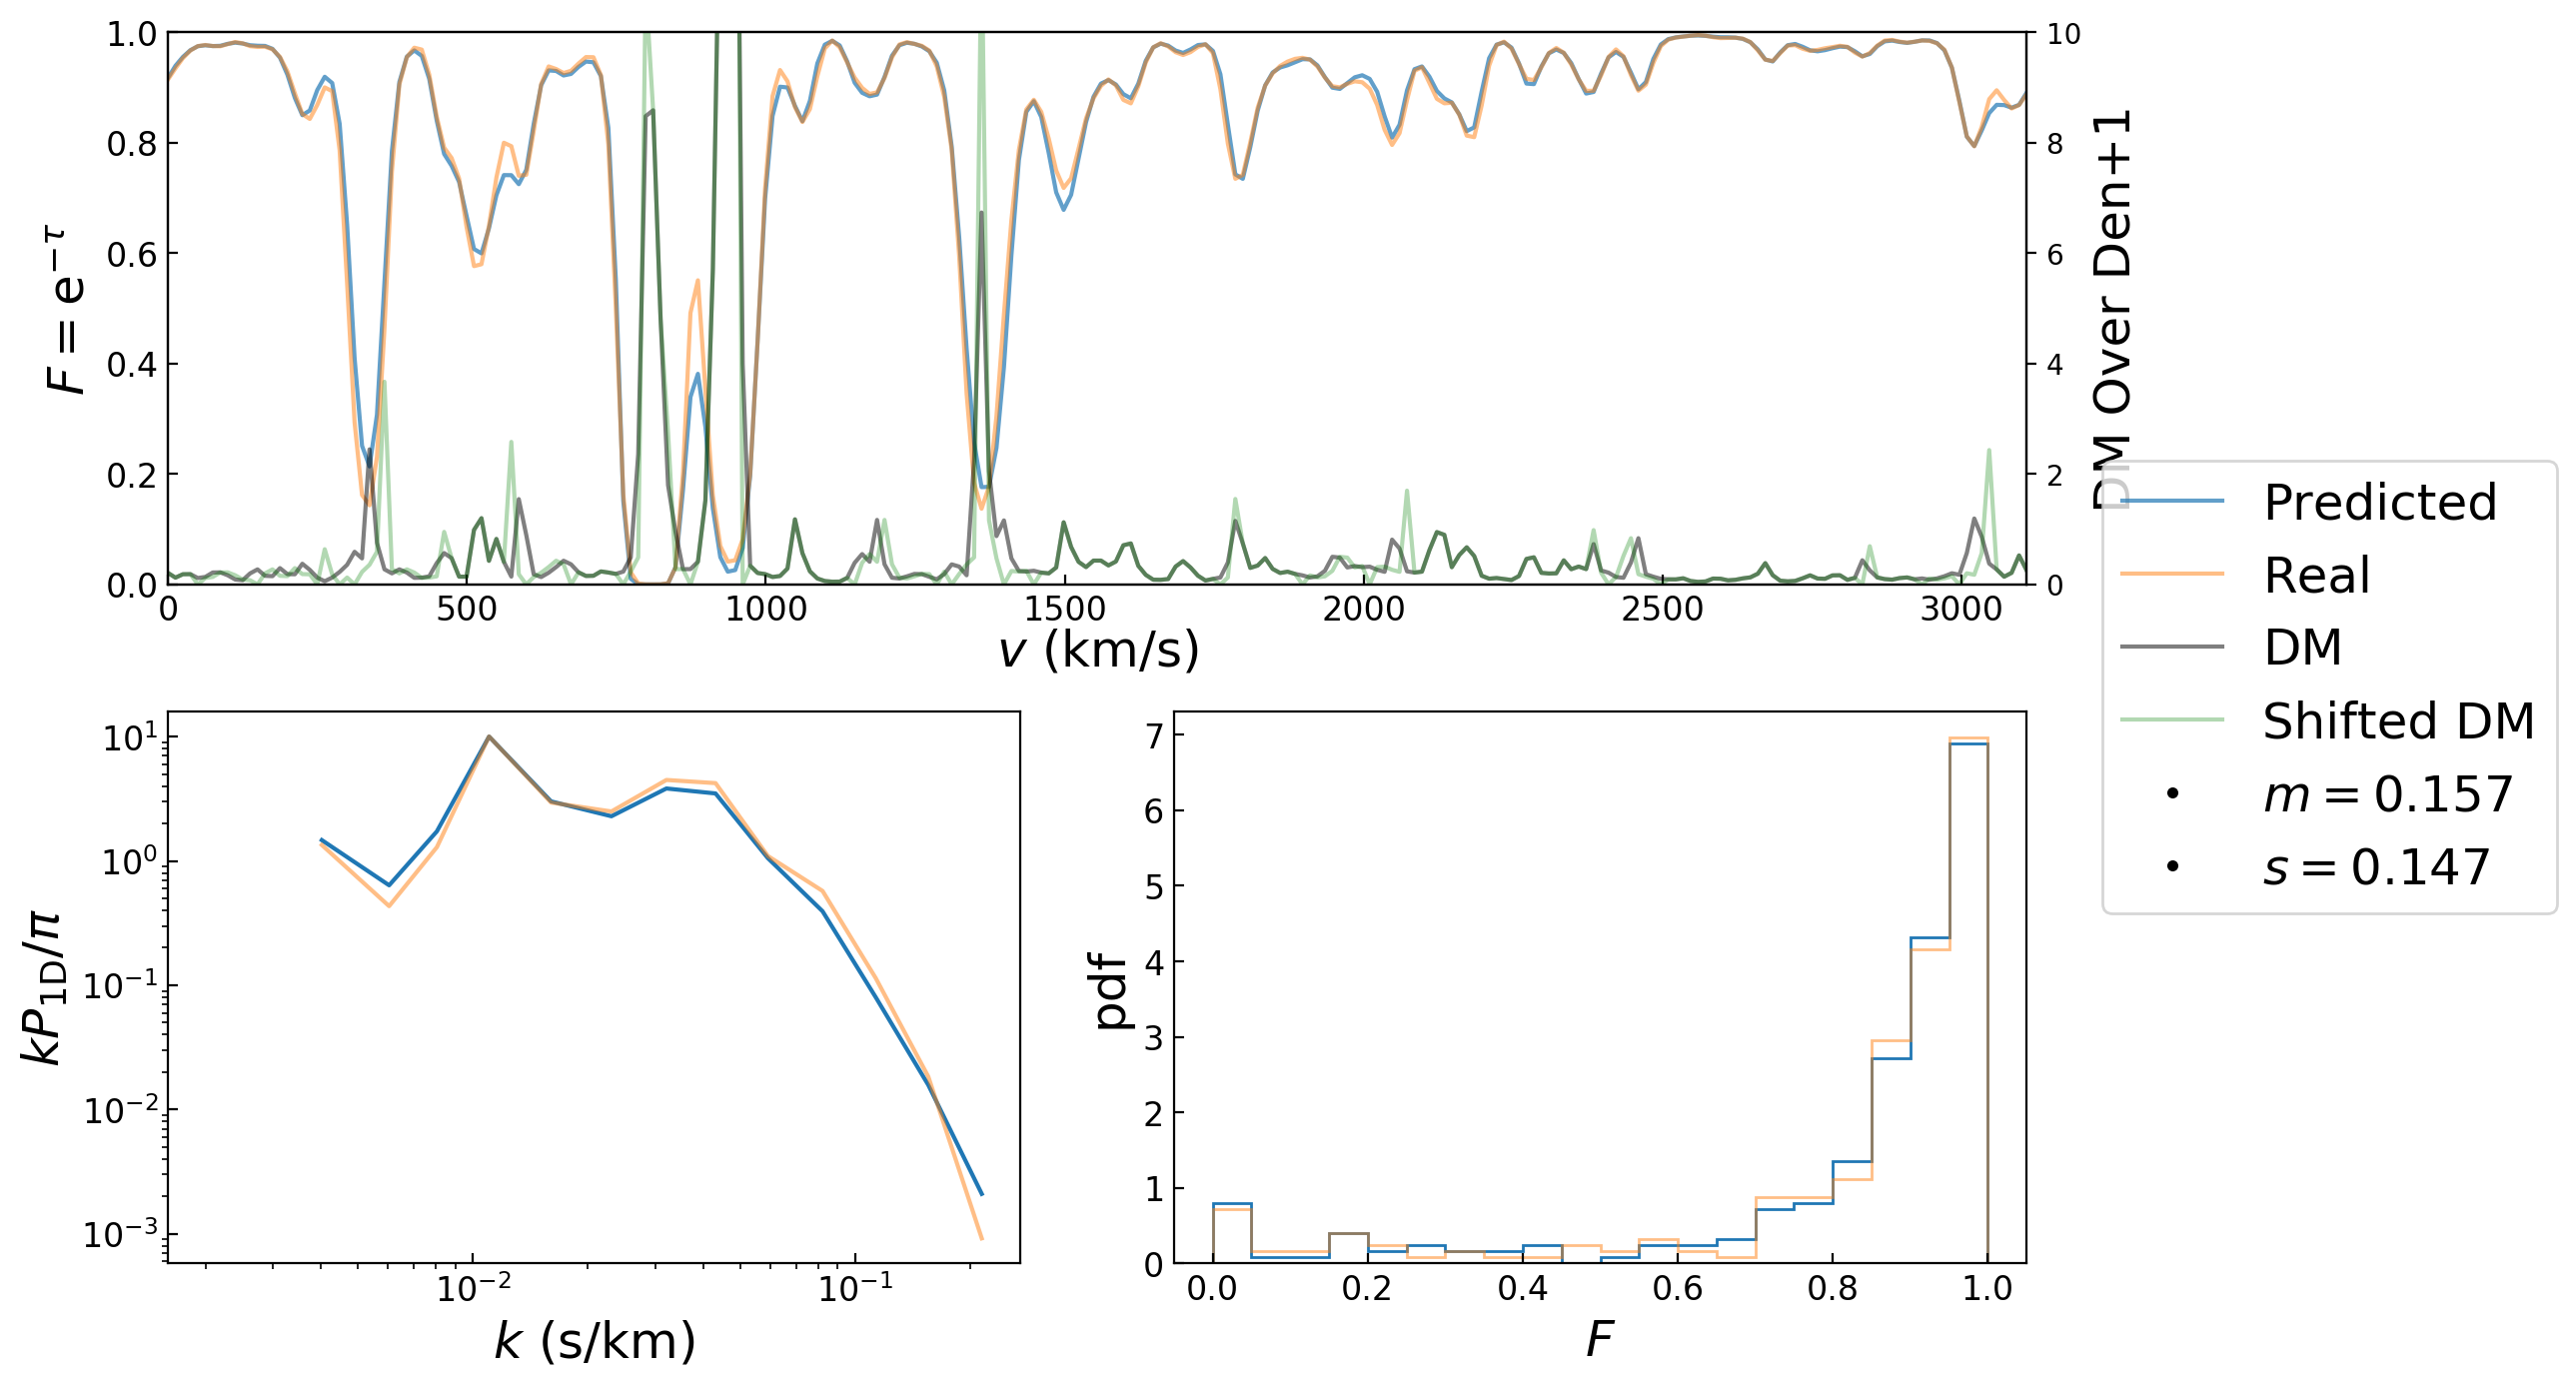 1.0
0.8
0.6
0.4
0.2
0.0
F = e^{−τ}
10
8
6
4
2
0
DM Over Den+1
0 500 1000 1500 2000 2500 3000
v (km/s)
Predicted
Real
DM
Shifted DM
m = 0.157
s = 0.147
10^1
10^0
10^{−1}
10^{−2}
10^{−3}
kP_{1D}/π
10^{−2} 10^{−1}
k (s/km)
7
6
5
4
3
2
1
0
pdf
0.0 0.2 0.4 0.6 0.8 1.0
F